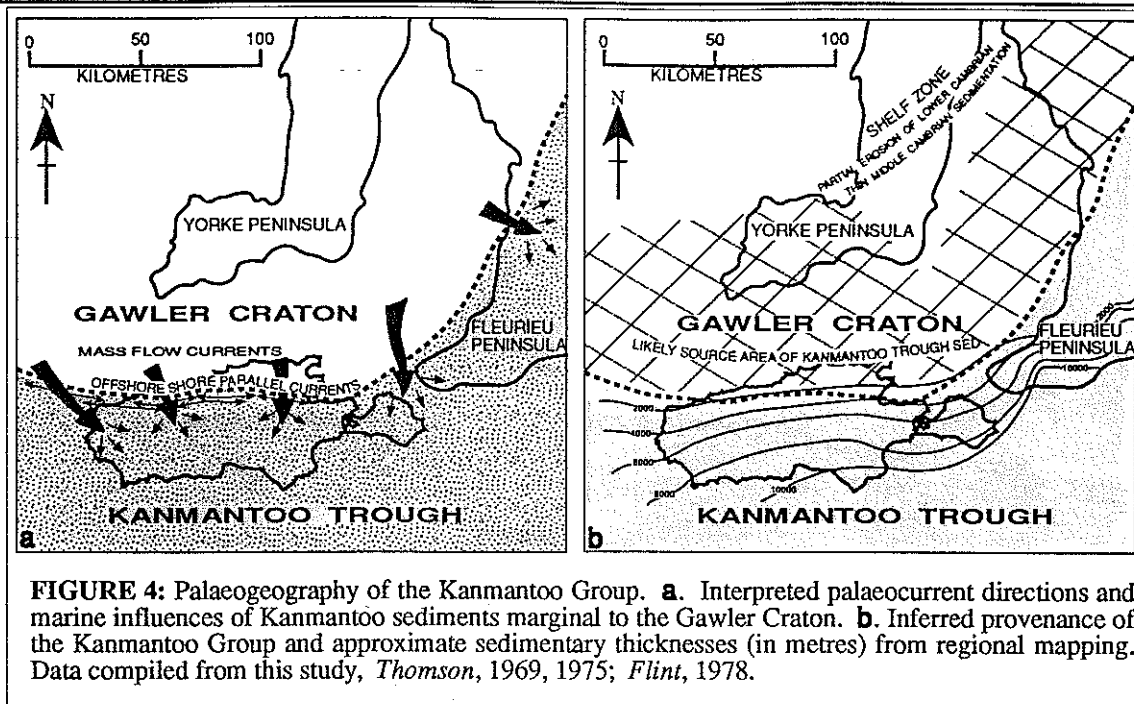 0 50 100
KILOMETRES
N
YORKE PENINSULA
GAWLER CRATON
MASS FLOW CURRENTS
OFFSHORE SHORE PARALLEL CURRENTS
FLEURIEU
PENINSULA
KANMANTOO TROUGH
a
0 50 100
KILOMETRES
N
SHELF ZONE
PARTIAL EROSION OF LOWER CAMBRIAN
THIN MIDDLE CAMBRIAN SEDIMENTATION
YORKE PENINSULA
GAWLER CRATON
LIKELY SOURCE AREA OF KANMANTOO TROUGH SED
FLEURIEU
PENINSULA
10000
2000
4000
8000
10000
KANMANTOO TROUGH
b
FIGURE 4: Palaeogeography of the Kanmantoo Group. a. Interpreted palaeocurrent directions and
marine influences of Kanmantoo sediments marginal to the Gawler Craton. b. Inferred provenance of
the Kanmantoo Group and approximate sedimentary thicknesses (in metres) from regional mapping.
Data compiled from this study, Thomson, 1969, 1975; Flint, 1978.